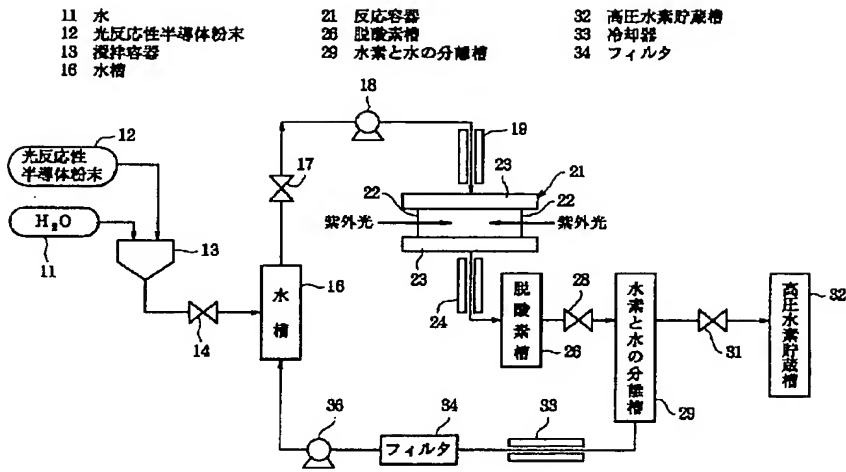 11 水
12 光反応性半導体粉末
13 撹拌容器
16 水槽
21 反応容器
26 脱酸素槽
29 水素と水の分離槽
32 高圧水素貯蔵槽
33 冷却器
34 フィルタ
18
12
光反応性
半導体粉末
17
19
23
21
22
22
H₂O
11
13
紫外光
紫外光
23
16
水槽
14
24
脱酸素槽
26
28
水素と水の分離槽
29
31
高圧水素貯蔵槽
32
36
34
フィルタ
33